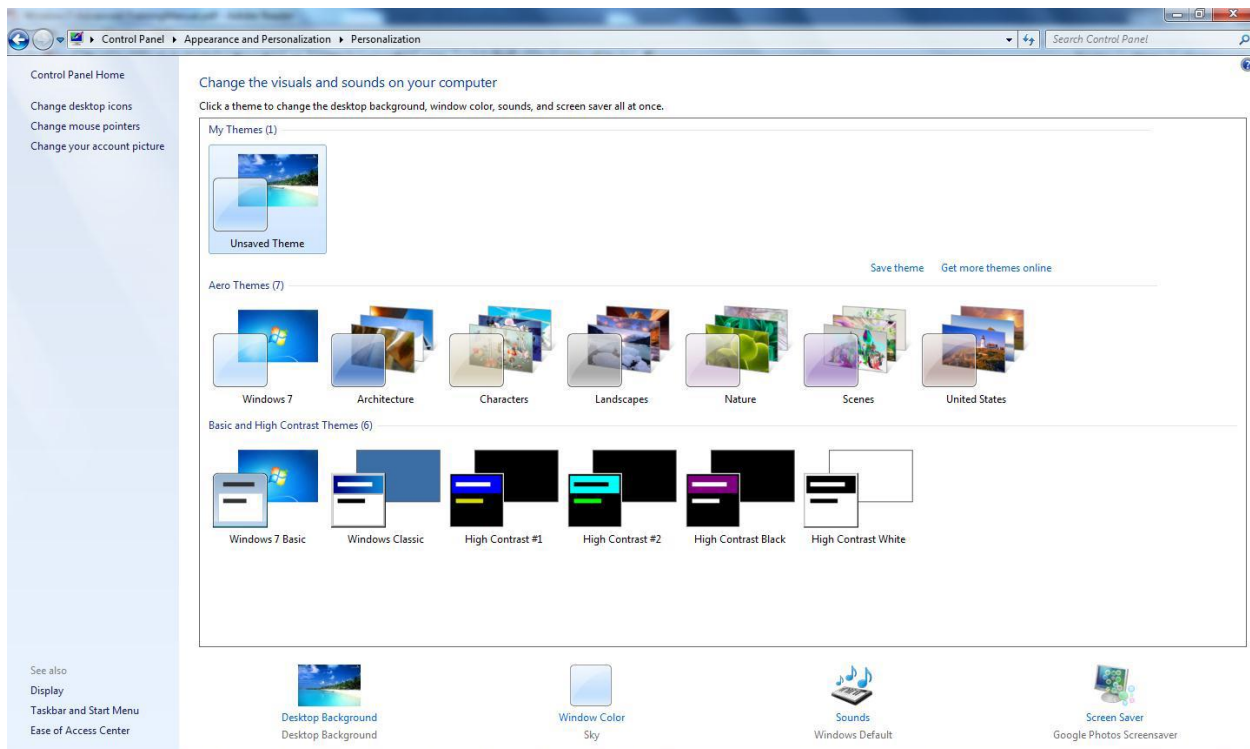 Control Panel ▸ Appearance and Personalization ▸ Personalization
Search Control Panel
Control Panel Home
Change desktop icons
Change mouse pointers
Change your account picture
Change the visuals and sounds on your computer
Click a theme to change the desktop background, window color, sounds, and screen saver all at once.
My Themes (1)
Unsaved Theme
Save theme Get more themes online
Aero Themes (7)
Windows 7 Architecture Characters Landscapes Nature Scenes United States
Basic and High Contrast Themes (6)
Windows 7 Basic Windows Classic High Contrast #1 High Contrast #2 High Contrast Black High Contrast White
See also
Display
Taskbar and Start Menu
Ease of Access Center
Desktop Background Window Color Sounds Screen Saver
Desktop Background Sky Windows Default Google Photos Screensaver